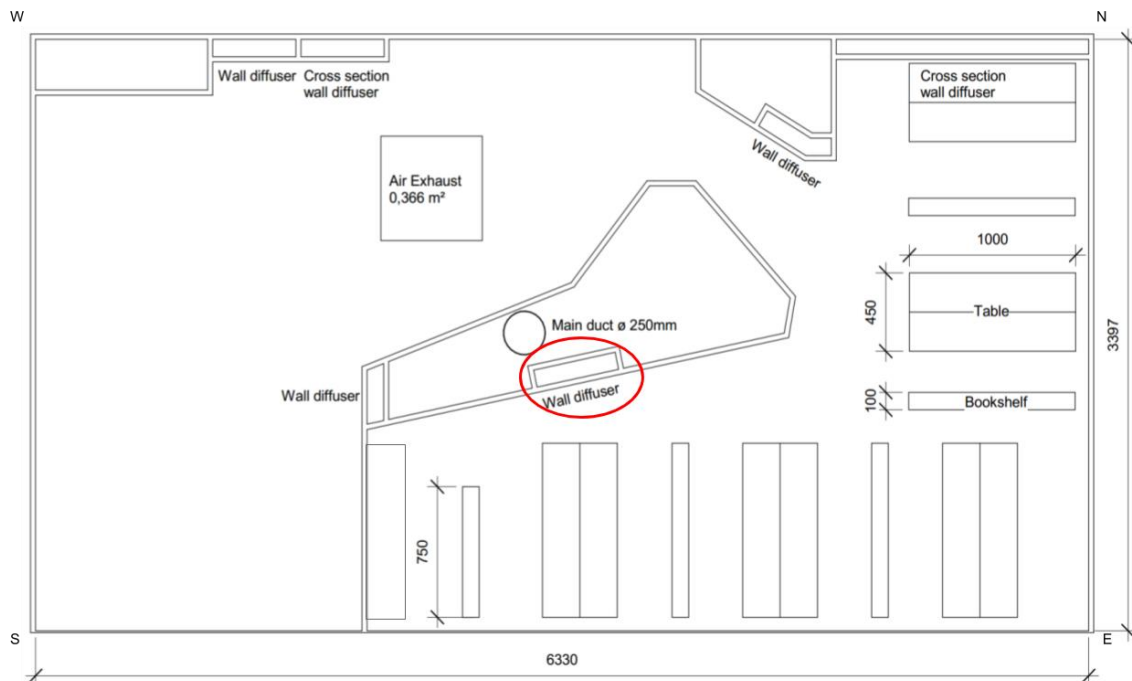 W
N
Wall diffuser
Cross section
wall diffuser
Cross section
wall diffuser
Wall diffuser
Air Exhaust
0,366 m²
1000
450
Table
Main duct ø 250mm
3397
Wall diffuser
Wall diffuser
100
Bookshelf
750
S
E
6330